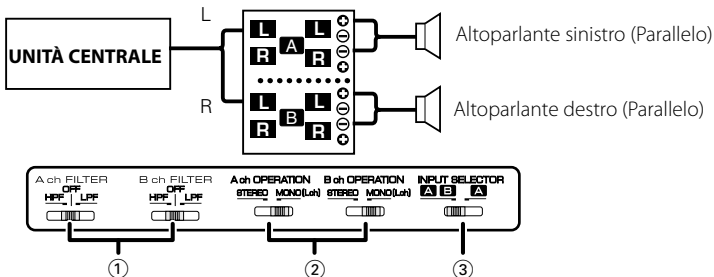 L
UNITÀ CENTRALE
L L ⊕
A ⊖
R R ⊖
⊕
Altoparlante sinistro (Parallelo)
R
L L ⊕
B ⊖
R R ⊖
⊕
Altoparlante destro (Parallelo)
A ch FILTER
OFF
HPF LPF
B ch FILTER
OFF
HPF LPF
A ch OPERATION
STEREO MONO(Lch)
B ch OPERATION
STEREO MONO(Lch)
INPUT SELECTOR
A B A
① ② ③